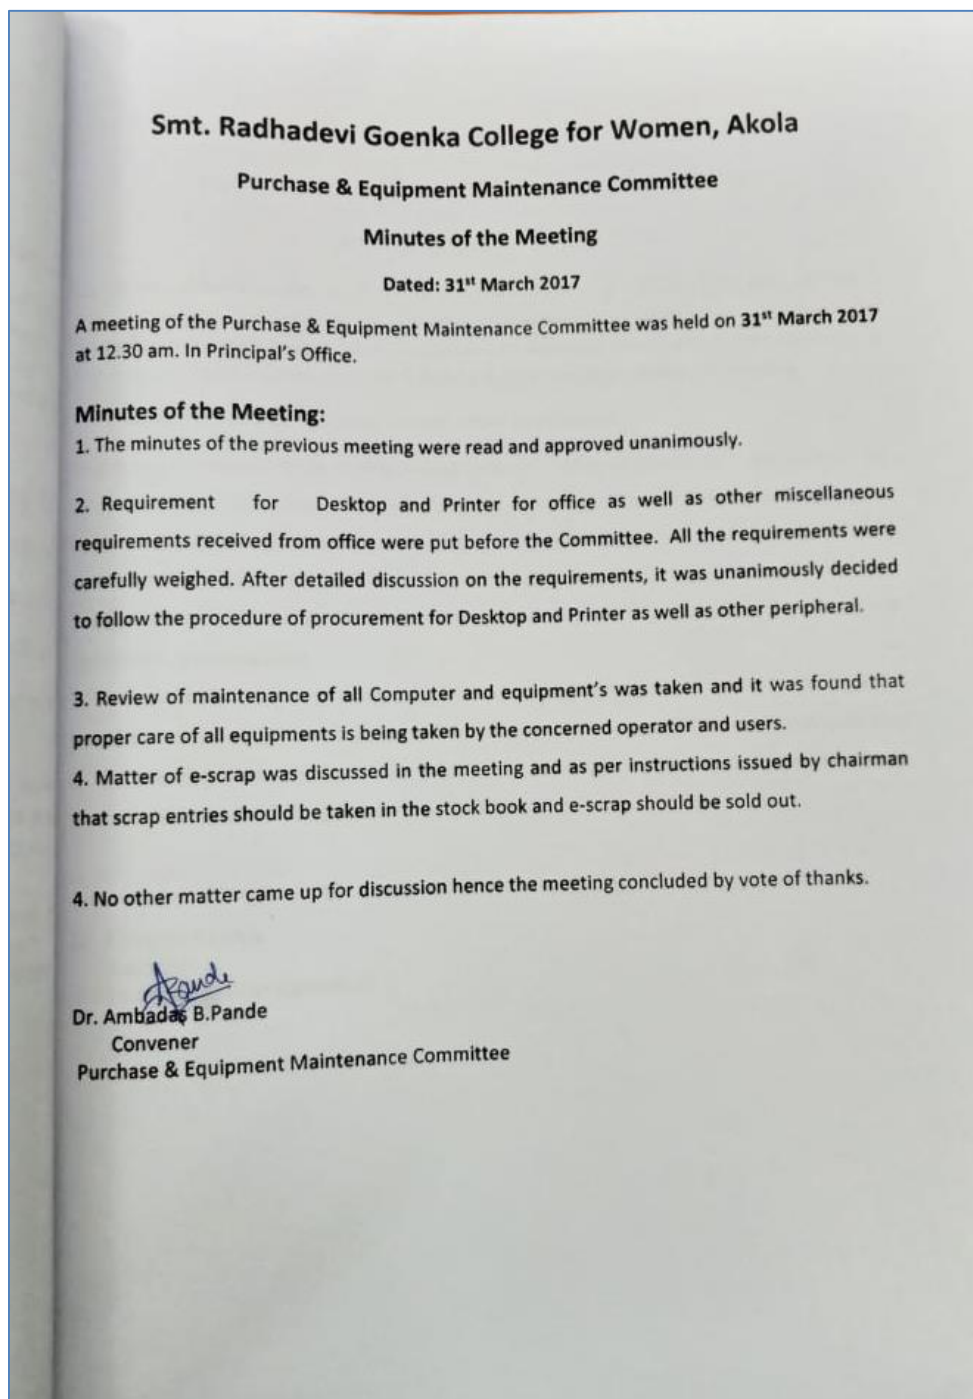 Smt. Radhadevi Goenka College for Women, Akola
Purchase & Equipment Maintenance Committee
Minutes of the Meeting
Dated: 31st March 2017
A meeting of the Purchase & Equipment Maintenance Committee was held on 31st March 2017
at 12.30 am. In Principal's Office.
Minutes of the Meeting:
1. The minutes of the previous meeting were read and approved unanimously.
2. Requirement for Desktop and Printer for office as well as other miscellaneous
requirements received from office were put before the Committee. All the requirements were
carefully weighed. After detailed discussion on the requirements, it was unanimously decided
to follow the procedure of procurement for Desktop and Printer as well as other peripheral.
3. Review of maintenance of all Computer and equipment's was taken and it was found that
proper care of all equipments is being taken by the concerned operator and users.
4. Matter of e-scrap was discussed in the meeting and as per instructions issued by chairman
that scrap entries should be taken in the stock book and e-scrap should be sold out.
4. No other matter came up for discussion hence the meeting concluded by vote of thanks.
APande
Dr. Ambadas B.Pande
Convener
Purchase & Equipment Maintenance Committee